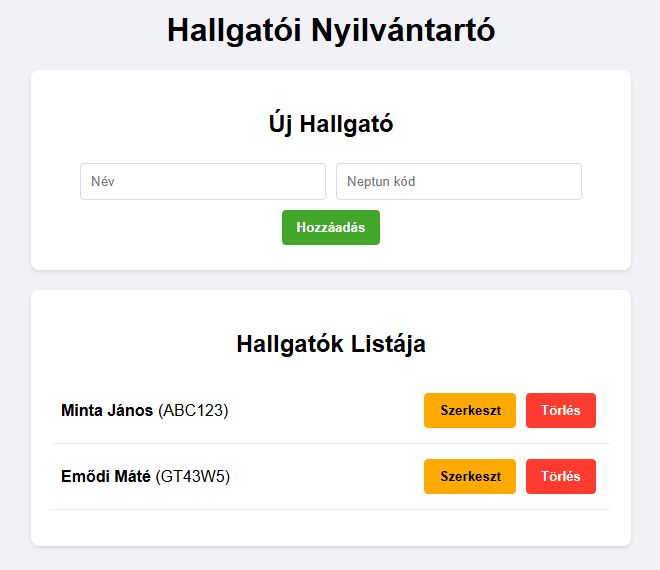 Hallgatói Nyilvántartó
Új Hallgató
Név Neptun kód
Hozzáadás
Hallgatók Listája
Minta János (ABC123) Szerkeszt Törlés
Emődi Máté (GT43W5) Szerkeszt Törlés